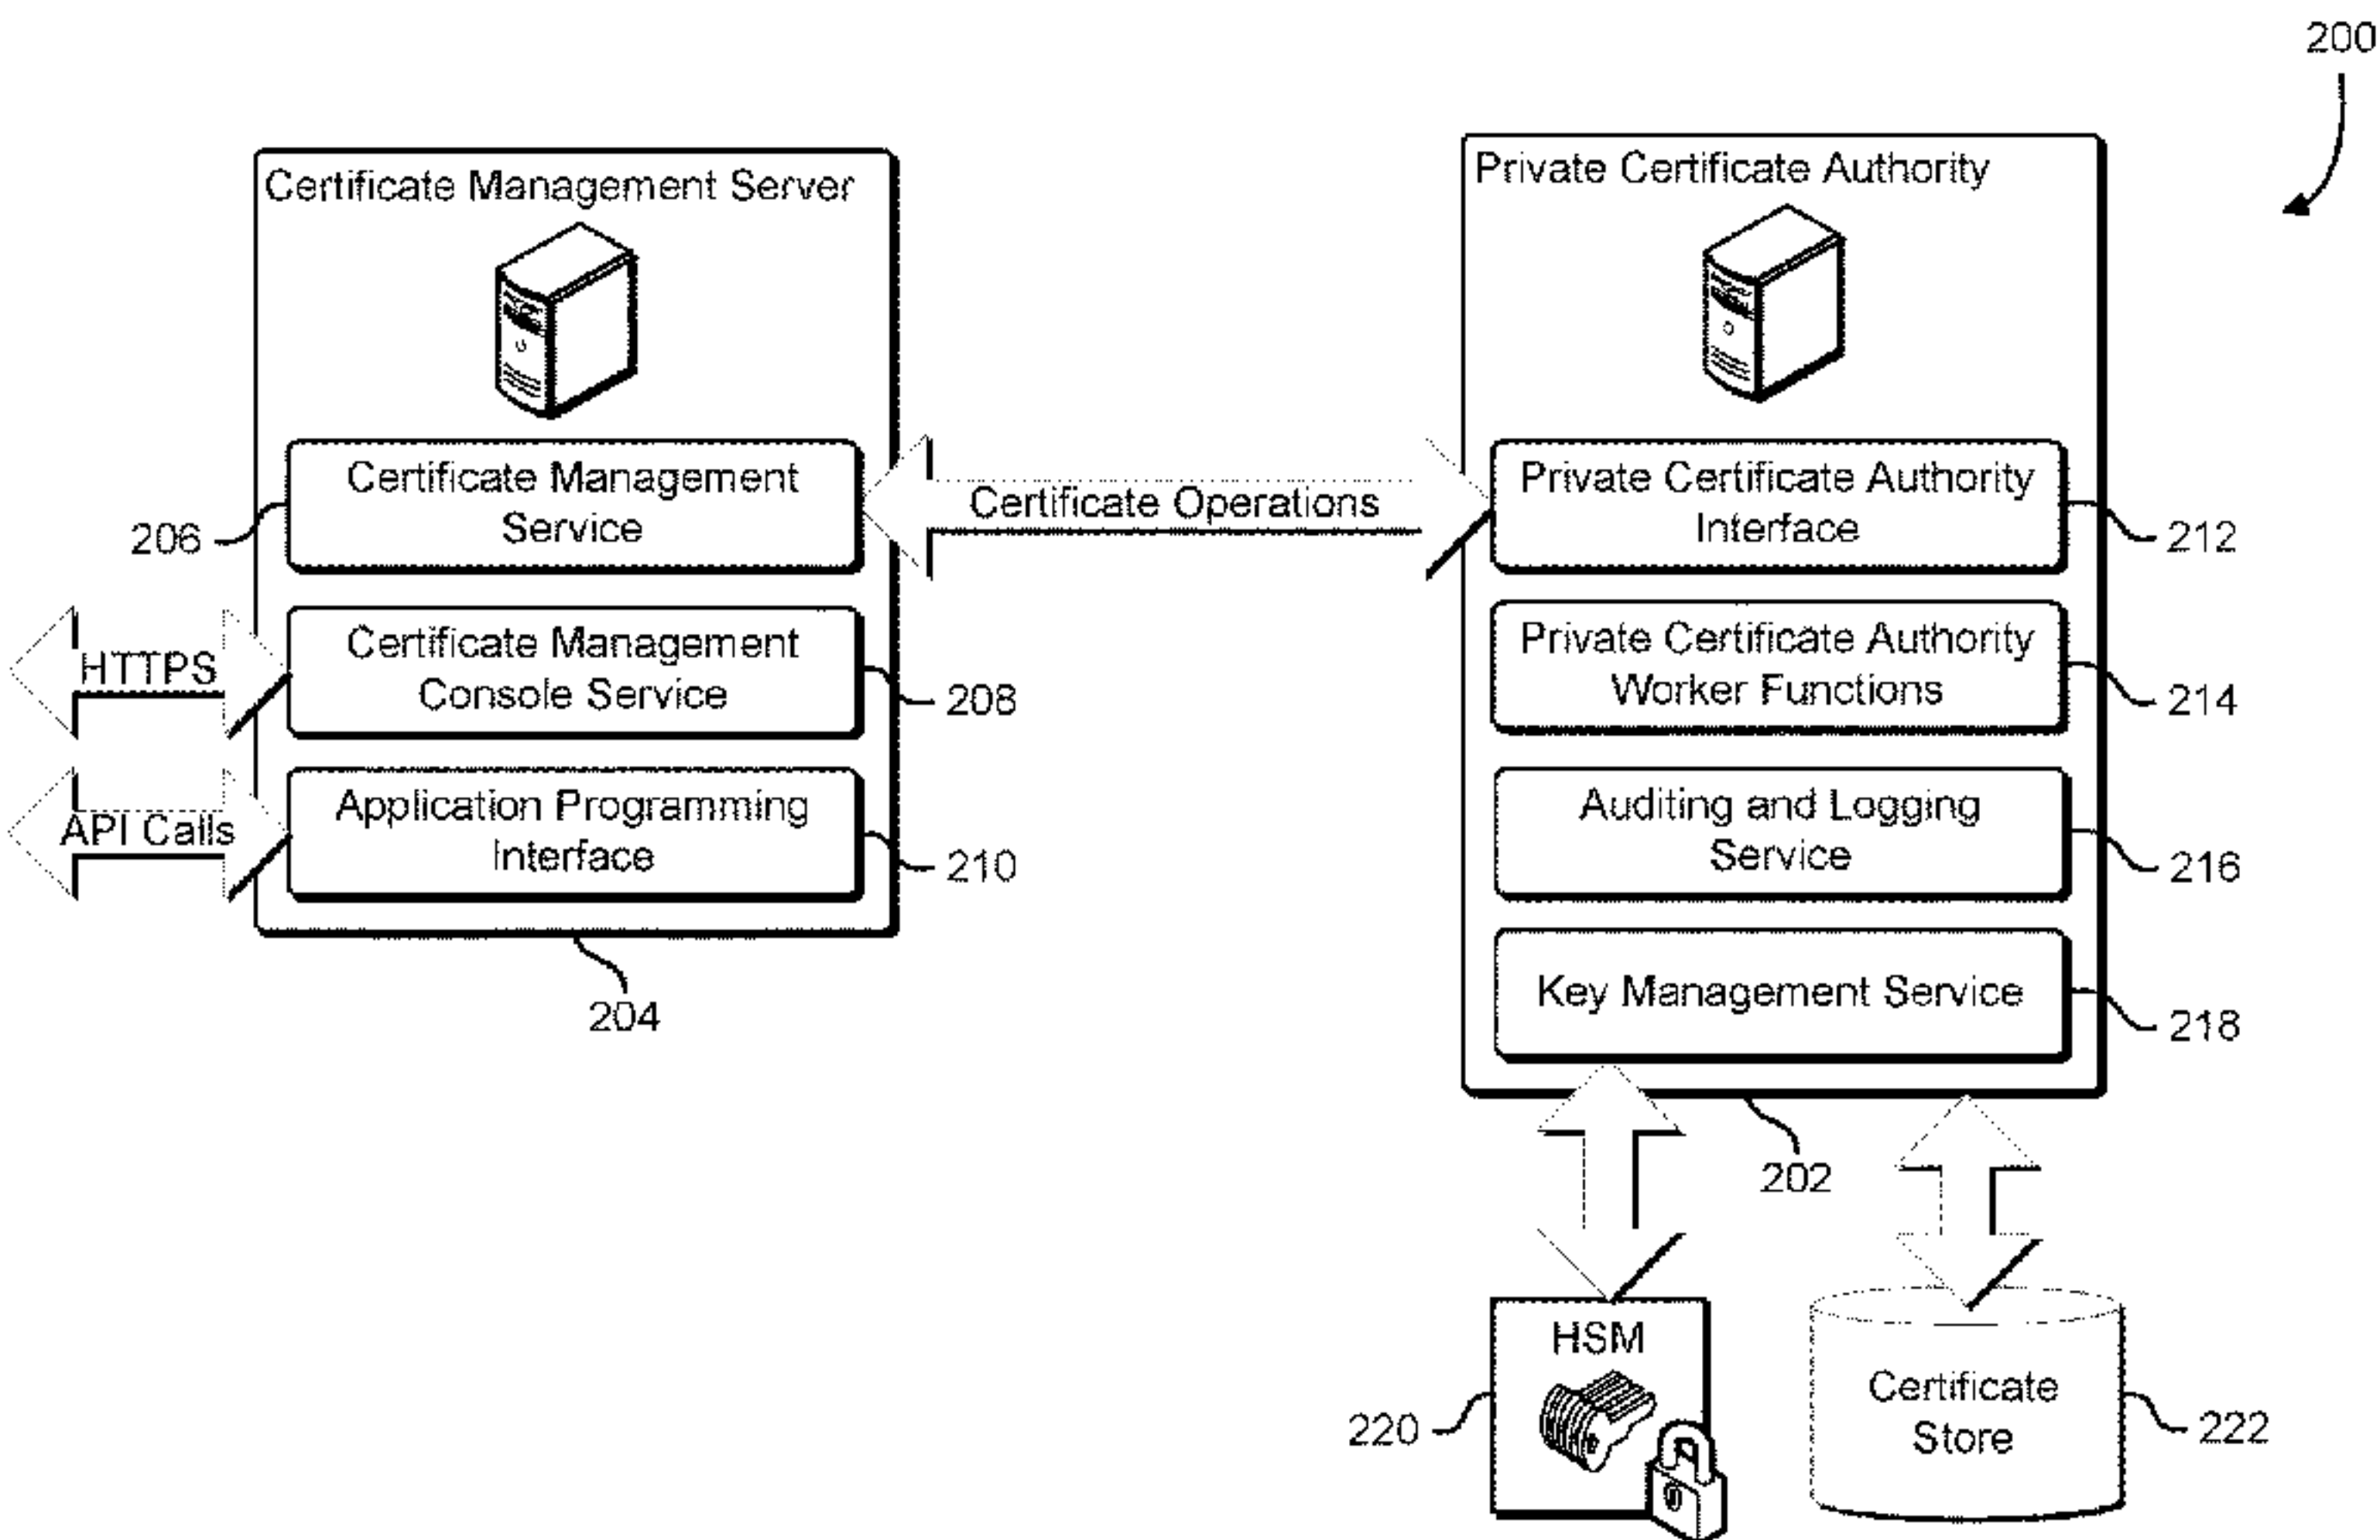 200
Certificate Management Server
Certificate Management
Service
206
HTTPS
Certificate Management
Console Service
208
API Calls
Application Programming
Interface
210
204
Certificate Operations
Private Certificate Authority
Private Certificate Authority
Interface
212
Private Certificate Authority
Worker Functions
214
Auditing and Logging
Service
216
Key Management Service
218
202
HSM
220
Certificate
Store
222